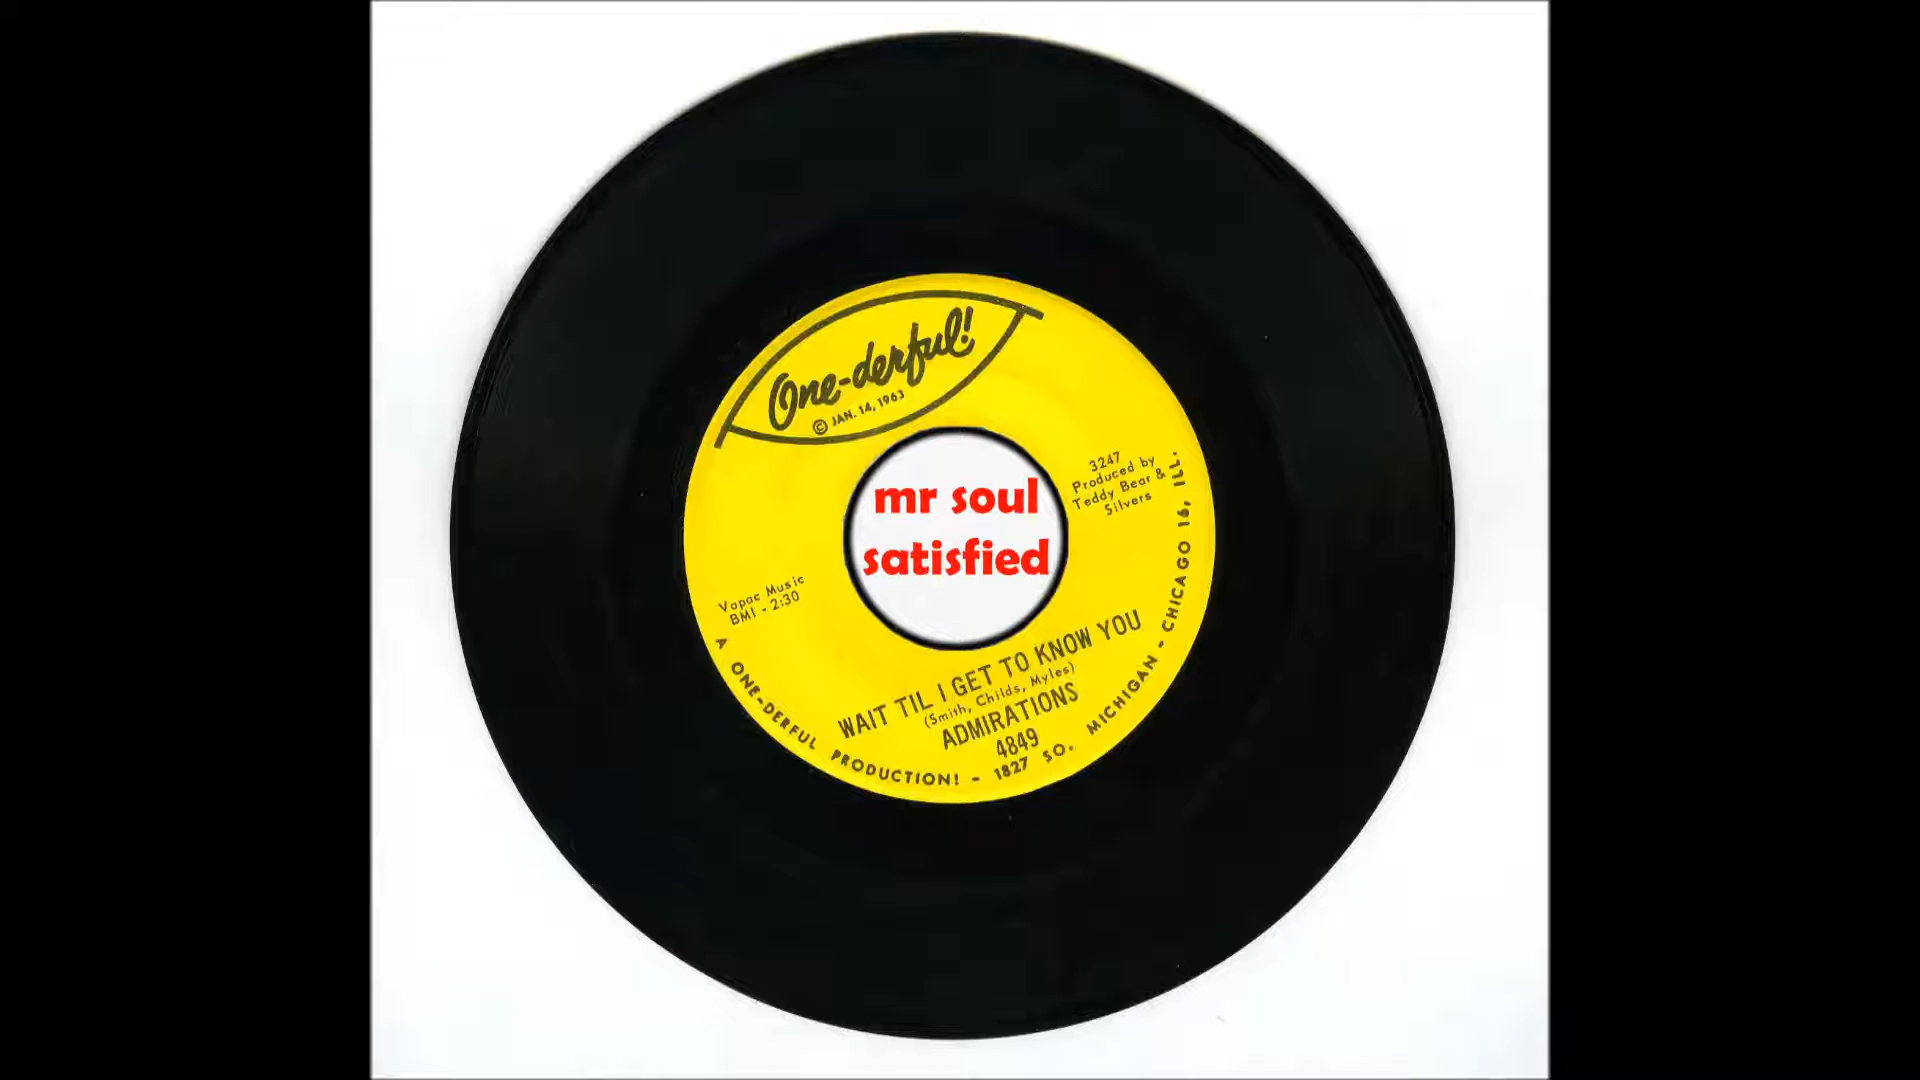 One-derful!
© JAN. 14, 1963
mr soul
satisfied
3247
Produced by
Teddy Bear &
Silvers
Vapac Music
BMI - 2:30
WAIT TIL I GET TO KNOW YOU
(Smith, Childs, Myles)
ADMIRATIONS
4849
A ONE-DERFUL PRODUCTION! - 1827 SO. MICHIGAN - CHICAGO 16, ILL.